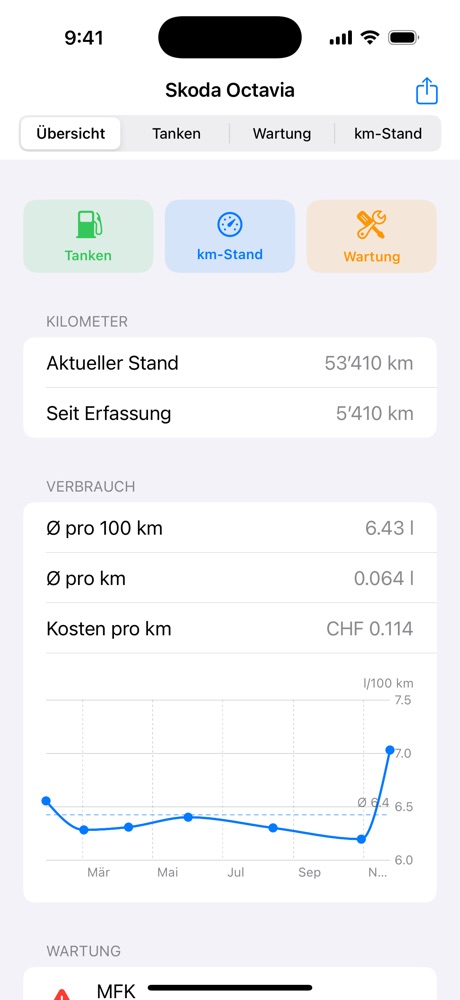 9:41
Skoda Octavia
Übersicht Tanken Wartung km-Stand
Tanken km-Stand Wartung
KILOMETER
Aktueller Stand 53’410 km
Seit Erfassung 5’410 km
VERBRAUCH
Ø pro 100 km 6.43 l
Ø pro km 0.064 l
Kosten pro km CHF 0.114
l/100 km
7.5
7.0
Ø 6.4 6.5
6.0
Mär Mai Jul Sep N...
WARTUNG
MFK